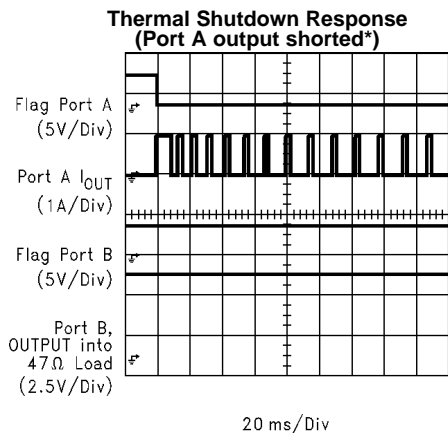 Thermal Shutdown Response
(Port A output shorted*)
Flag Port A
(5V/Div)
Port A IOUT
(1A/Div)
Flag Port B
(5V/Div)
Port B,
OUTPUT into
47Ω Load
(2.5V/Div)
20 ms/Div